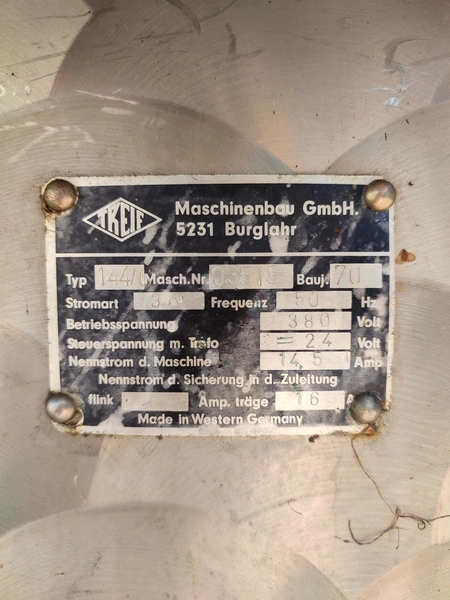 TREIF
Maschinenbau GmbH.
5231 Burglahr
Typ 144/ Masch.Nr. Bauj. 70
Stromart Frequenz 50 Hz
Betriebsspannung 380 Volt
Steuerspannung m. Trafo = 24 Volt
Nennstrom d. Maschine 14,5 Amp
Nennstrom d. Sicherung in d. Zuleitung
flink Amp. träge 16 A
Made in Western Germany